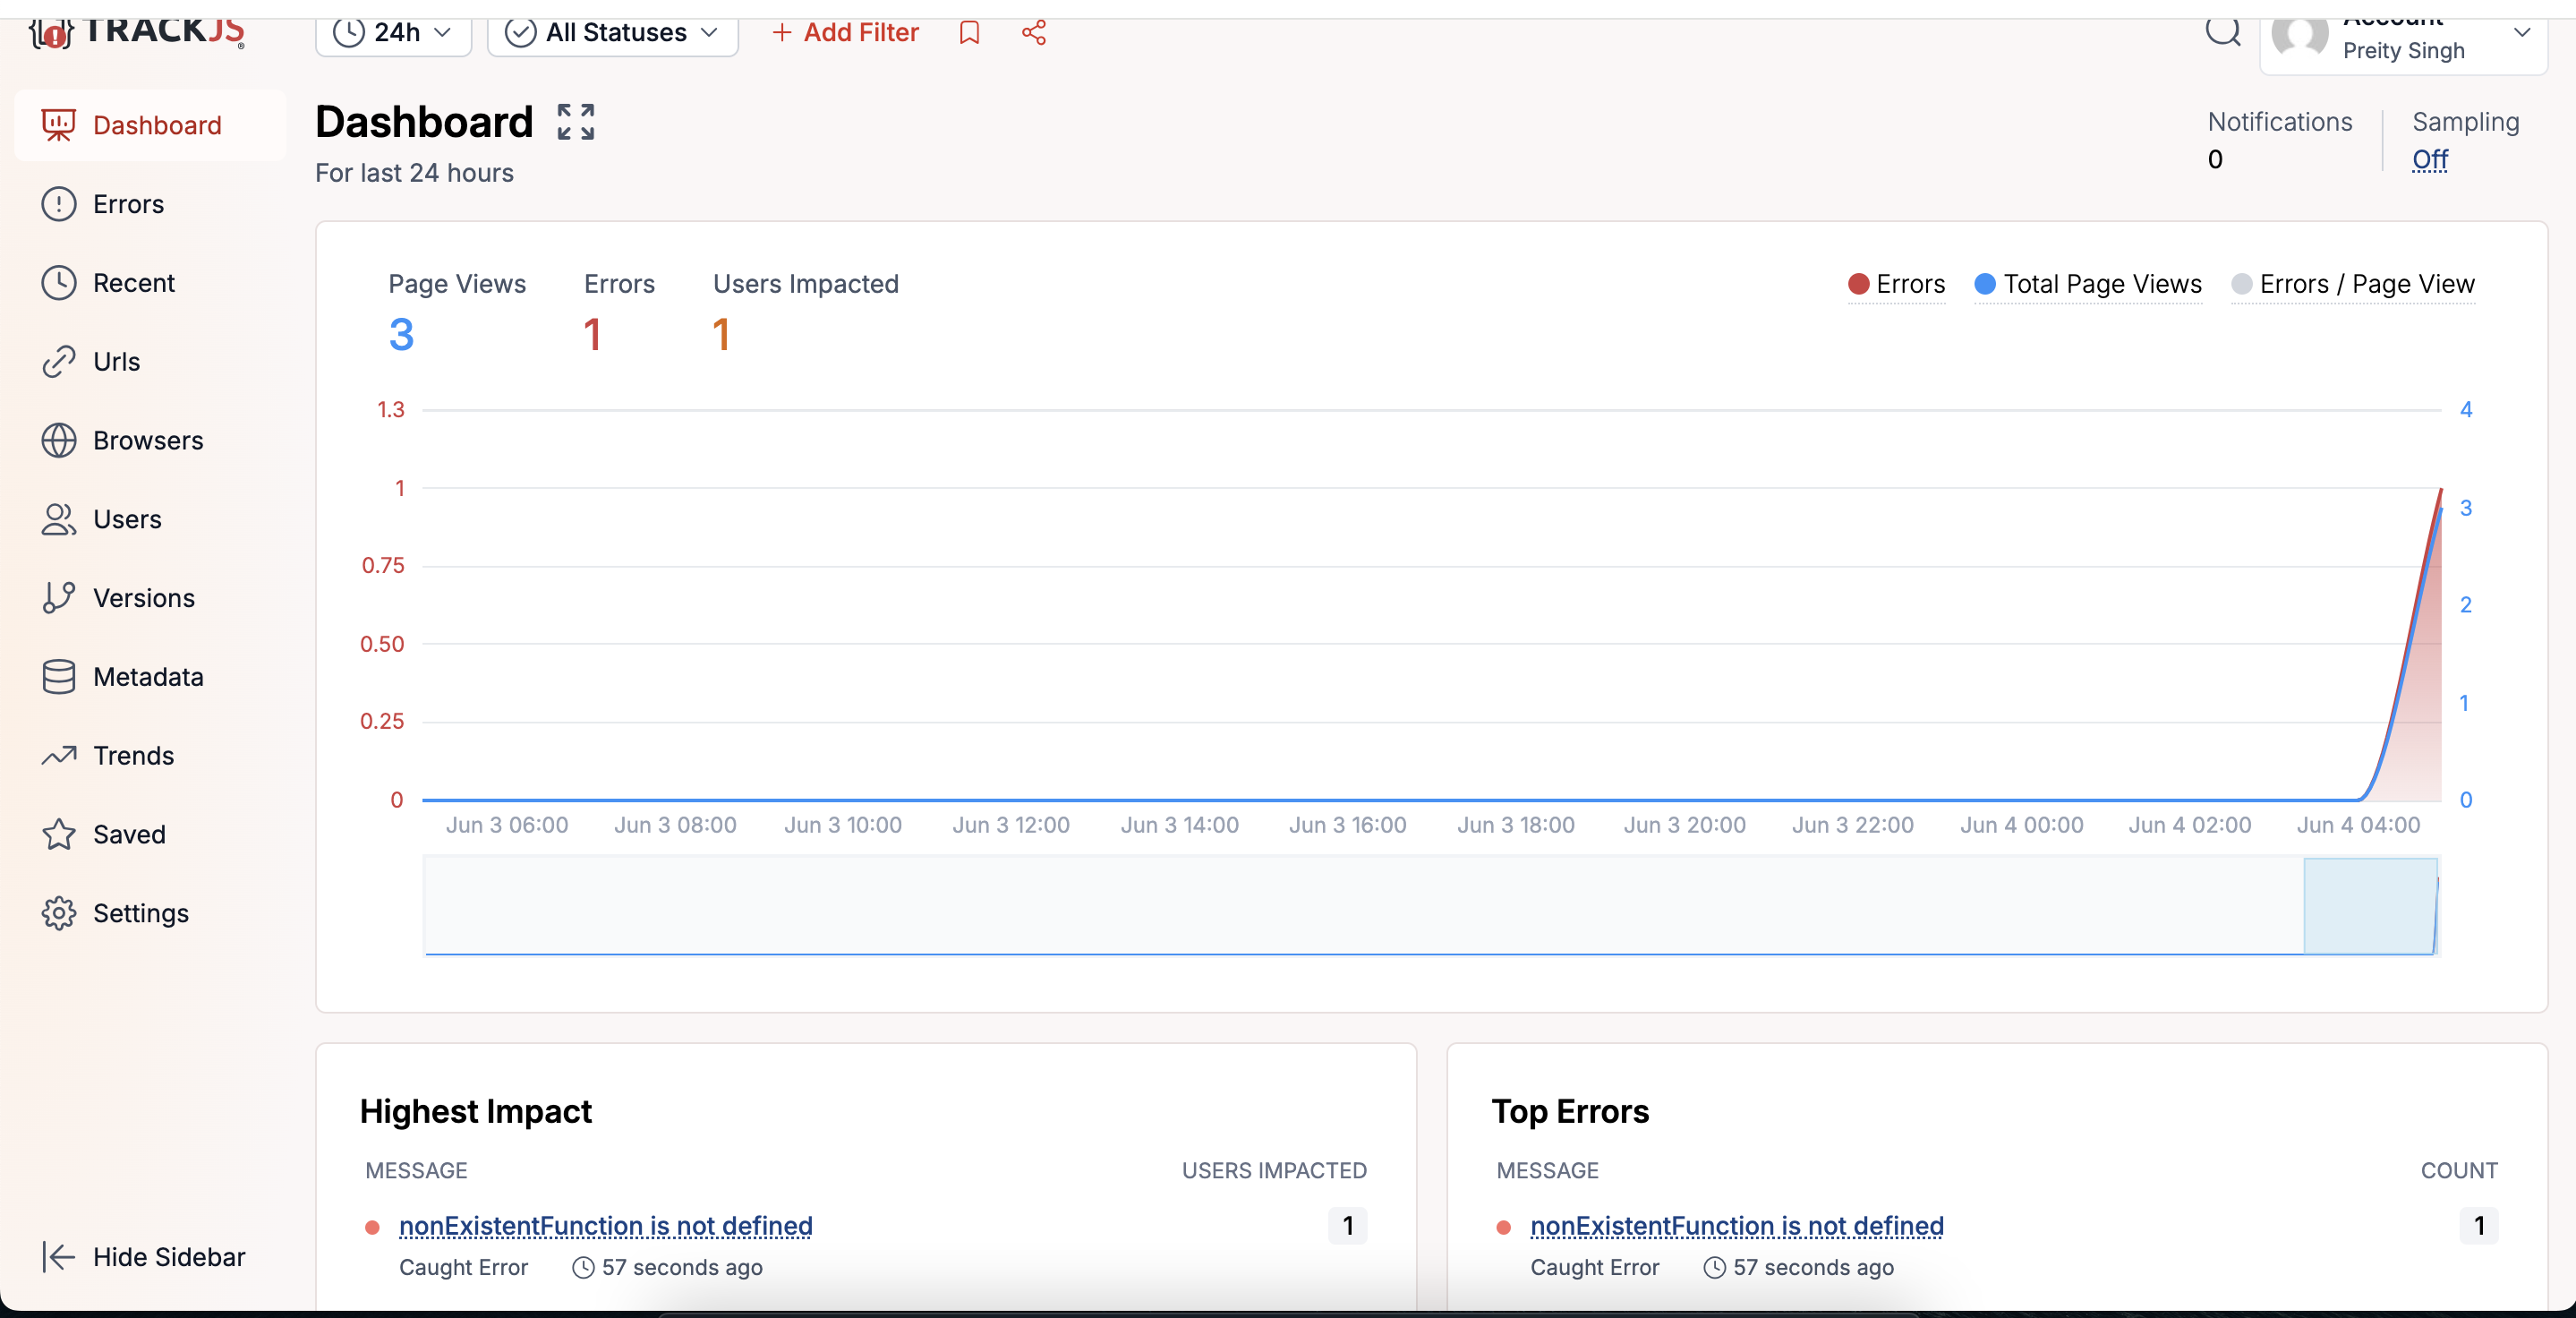 TRACKJS
24h
All Statuses
+ Add Filter
Account
Preity Singh
Dashboard
Errors
Recent
Urls
Browsers
Users
Versions
Metadata
Trends
Saved
Settings
Hide Sidebar
Dashboard
For last 24 hours
Notifications
0
Sampling
Off
Page Views
3
Errors
1
Users Impacted
1
Errors
Total Page Views
Errors / Page View
1.3
1
0.75
0.50
0.25
0
4
3
2
1
0
Jun 3 06:00 Jun 3 08:00 Jun 3 10:00 Jun 3 12:00 Jun 3 14:00 Jun 3 16:00 Jun 3 18:00 Jun 3 20:00 Jun 3 22:00 Jun 4 00:00 Jun 4 02:00 Jun 4 04:00
Highest Impact
MESSAGE USERS IMPACTED
nonExistentFunction is not defined 1
Caught Error 57 seconds ago
Top Errors
MESSAGE COUNT
nonExistentFunction is not defined 1
Caught Error 57 seconds ago